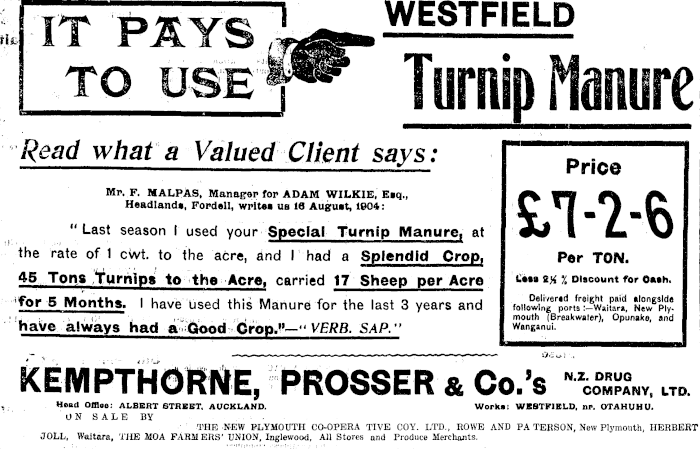 IT PAYS
TO USE
WESTFIELD
Turnip Manure
Read what a Valued Client says:
Mr. F. MALPAS, Manager for ADAM WILKIE, Esq.,
Headlands, Fordell, writes us 16 August, 1904:
"Last season I used your Special Turnip Manure, at
the rate of 1 cwt. to the acre, and I had a Splendid Crop,
45 Tons Turnips to the Acre, carried 17 Sheep per Acre
for 5 Months. I have used this Manure for the last 3 years and
have always had a Good Crop."—"VERB. SAP."
Price
£7-2-6
Per TON.
Less 2½ % Discount for Cash.
Delivered freight paid alongside
following ports:—Waitara, New Ply-
mouth (Breakwater), Opunake, and
Wanganui.
KEMPTHORNE, PROSSER & Co.'s N.Z. DRUG
COMPANY, LTD.
Head Office: ALBERT STREET, AUCKLAND. Works: WESTFIELD, nr. OTAHUHU.
ON SALE BY
THE NEW PLYMOUTH CO-OPERA TIVE COY. LTD., ROWE AND PA TERSON, New Plymouth, HERBERT
JOLL, Waitara, THE MOA FARMERS' UNION, Inglewood, All Stores and Produce Merchants.